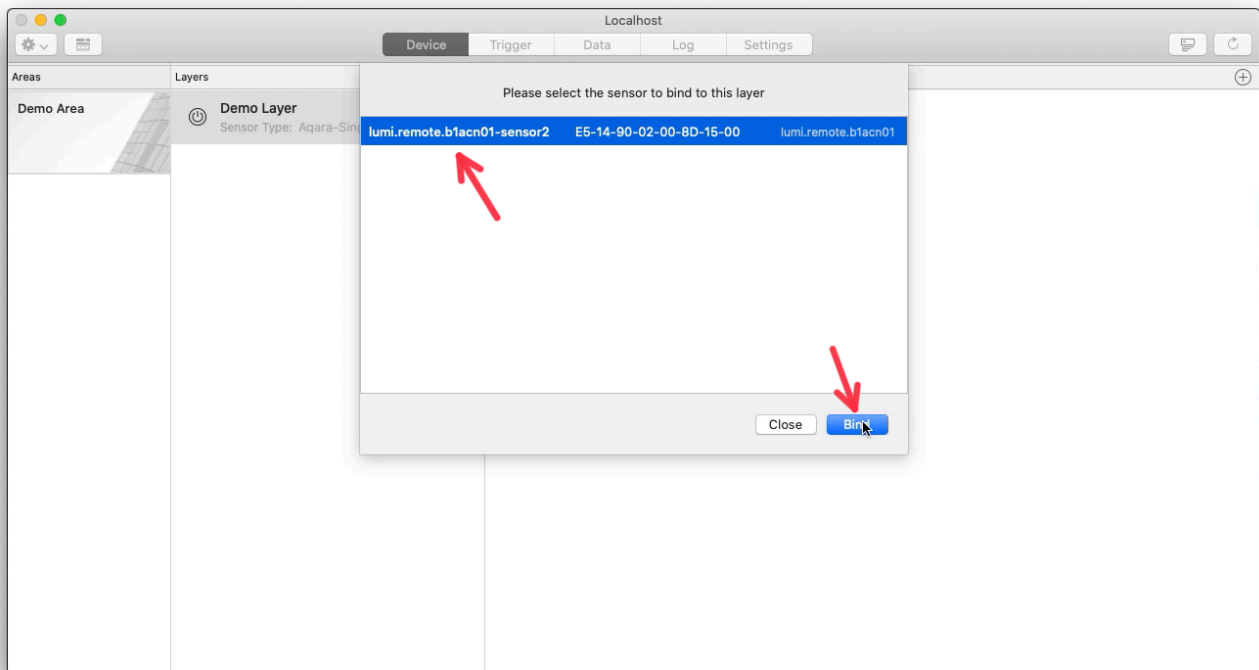 Localhost
Device Trigger Data Log Settings
Areas Layers
Demo Area
Demo Layer
Sensor Type: Aqara-Sin
Please select the sensor to bind to this layer
lumi.remote.b1acn01-sensor2 E5-14-90-02-00-8D-15-00 lumi.remote.b1acn01
Close Bind